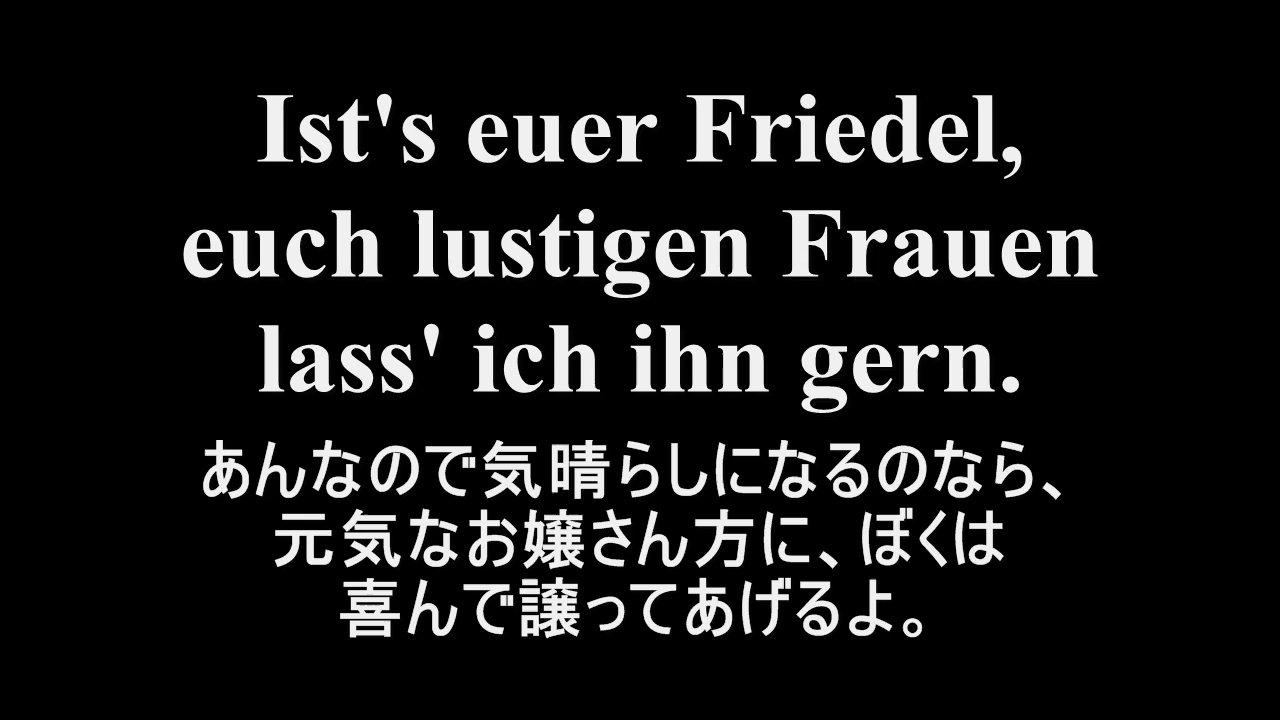 Ist's euer Friedel,
euch lustigen Frauen
lass' ich ihn gern.
あんなので気晴らしになるのなら、
元気なお嬢さん方に、ぼくは
喜んで譲ってあげるよ。